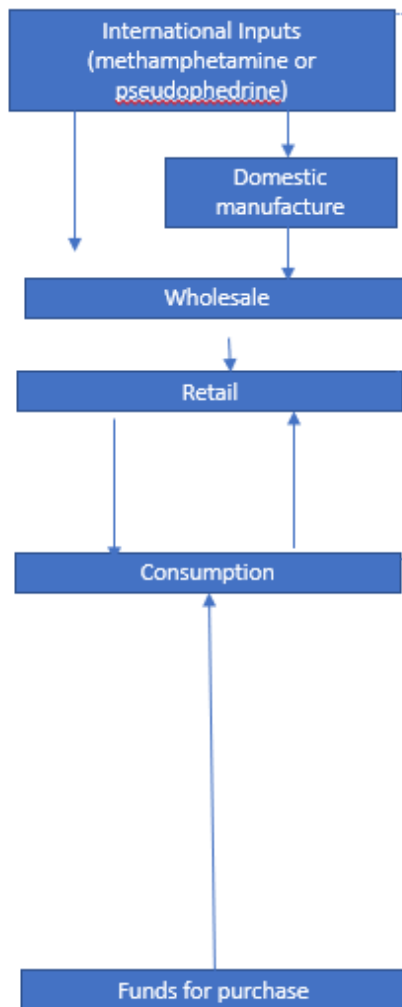 International Inputs
(methamphetamine or
pseudophedrine)
Domestic
manufacture
Wholesale
Retail
Consumption
Funds for purchase